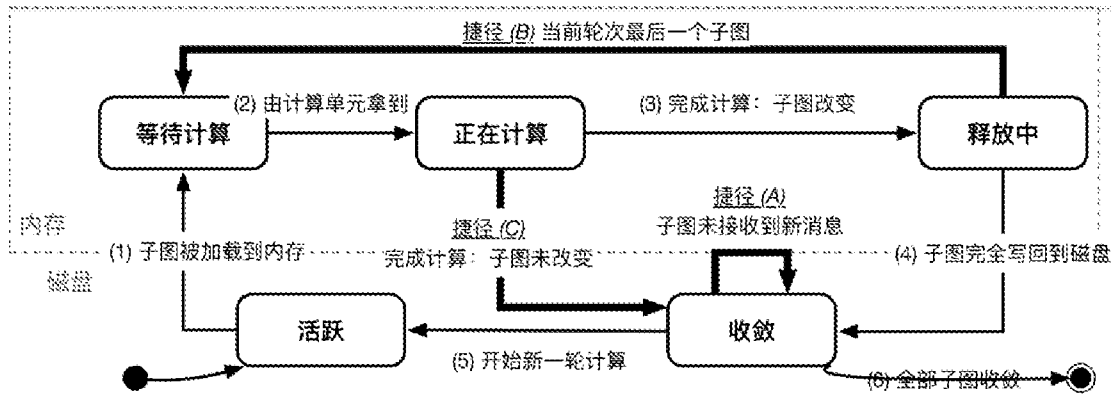 捷径 (B) 当前轮次最后一个子图
(2) 由计算单元拿到
(3) 完成计算：子图改变
等待计算
正在计算
释放中
捷径 (A)
子图未接收到新消息
内存
捷径 (C)
(1) 子图被加载到内存
完成计算：子图未改变
(4) 子图完全写回到磁盘
磁盘
活跃
收敛
(5) 开始新一轮计算
(6) 全部子图收敛